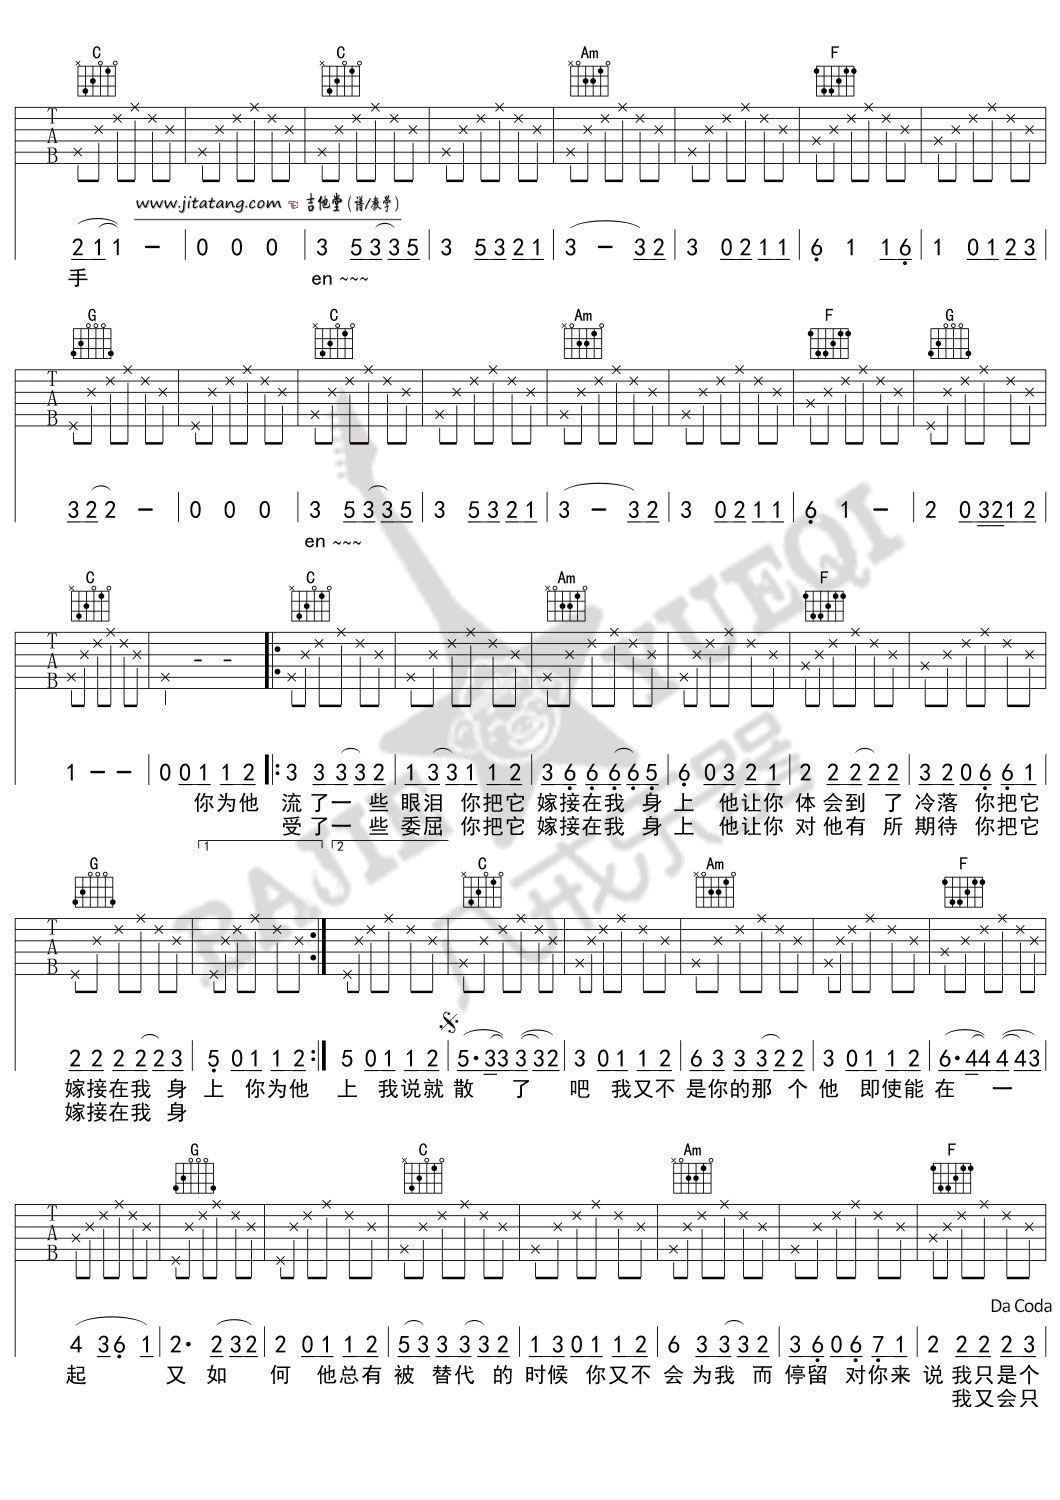 C C Am F
T
A
B
www.jitatang.com ☜ 吉他堂(谱/教学)
2 1 1 – | 0 0 0 | 3 5 3 3 5 | 3 5 3 2 1 | 3 – 3 2 | 3 0 2 1 1 | 6 1 1 6 | 1 0 1 2 3
手 en ~~~
G C Am F G
T
A
B
3 2 2 – | 0 0 0 | 3 5 3 3 5 | 3 5 3 2 1 | 3 – 3 2 | 3 0 2 1 1 | 6 1 – | 2 0 3 2 1 2
en ~~~
C C Am F
T
A
B
1 – – | 0 0 1 1 2 |: 3 3 3 3 3 2 | 1 3 3 1 1 2 | 3 6 6 6 6 5 | 6 0 3 2 1 | 2 2 2 2 2 | 3 2 0 6 6 1
你为他 流了一 些 眼泪 你把它 嫁接在我 身 上 他让你 体 会到 了 冷落 你把它
受了一 些 委屈 你把它 嫁接在我 身 上 他让你 对他有 所 期待 你把它
1 2
G C Am F
T
A
B
2 2 2 2 2 3 | 5 0 1 1 2 :| 5 0 1 1 2 | 5· 3 3 3 3 2 | 3 0 1 1 2 | 6 3 3 3 2 2 | 3 0 1 1 2 | 6· 4 4 4 4 3
嫁接在我 身 上 你为他 上 我说就 散 了 吧 我又不 是你的那 个 他 即使能 在 一
嫁接在我 身
G C Am F
T
A
B
Da Coda
4 3 6 1 | 2· 2 3 2 | 2 0 1 1 2 | 5 3 3 3 3 2 | 1 3 0 1 1 2 | 6 3 3 3 2 | 3 6 0 6 7 1 | 2 2 2 2 3
起 又 如 何 他总有 被 替代 的 时候 你又不 会为我 而 停留 对你来 说 我只是个
我又会只
BAJIE YUEQI
八戒乐器